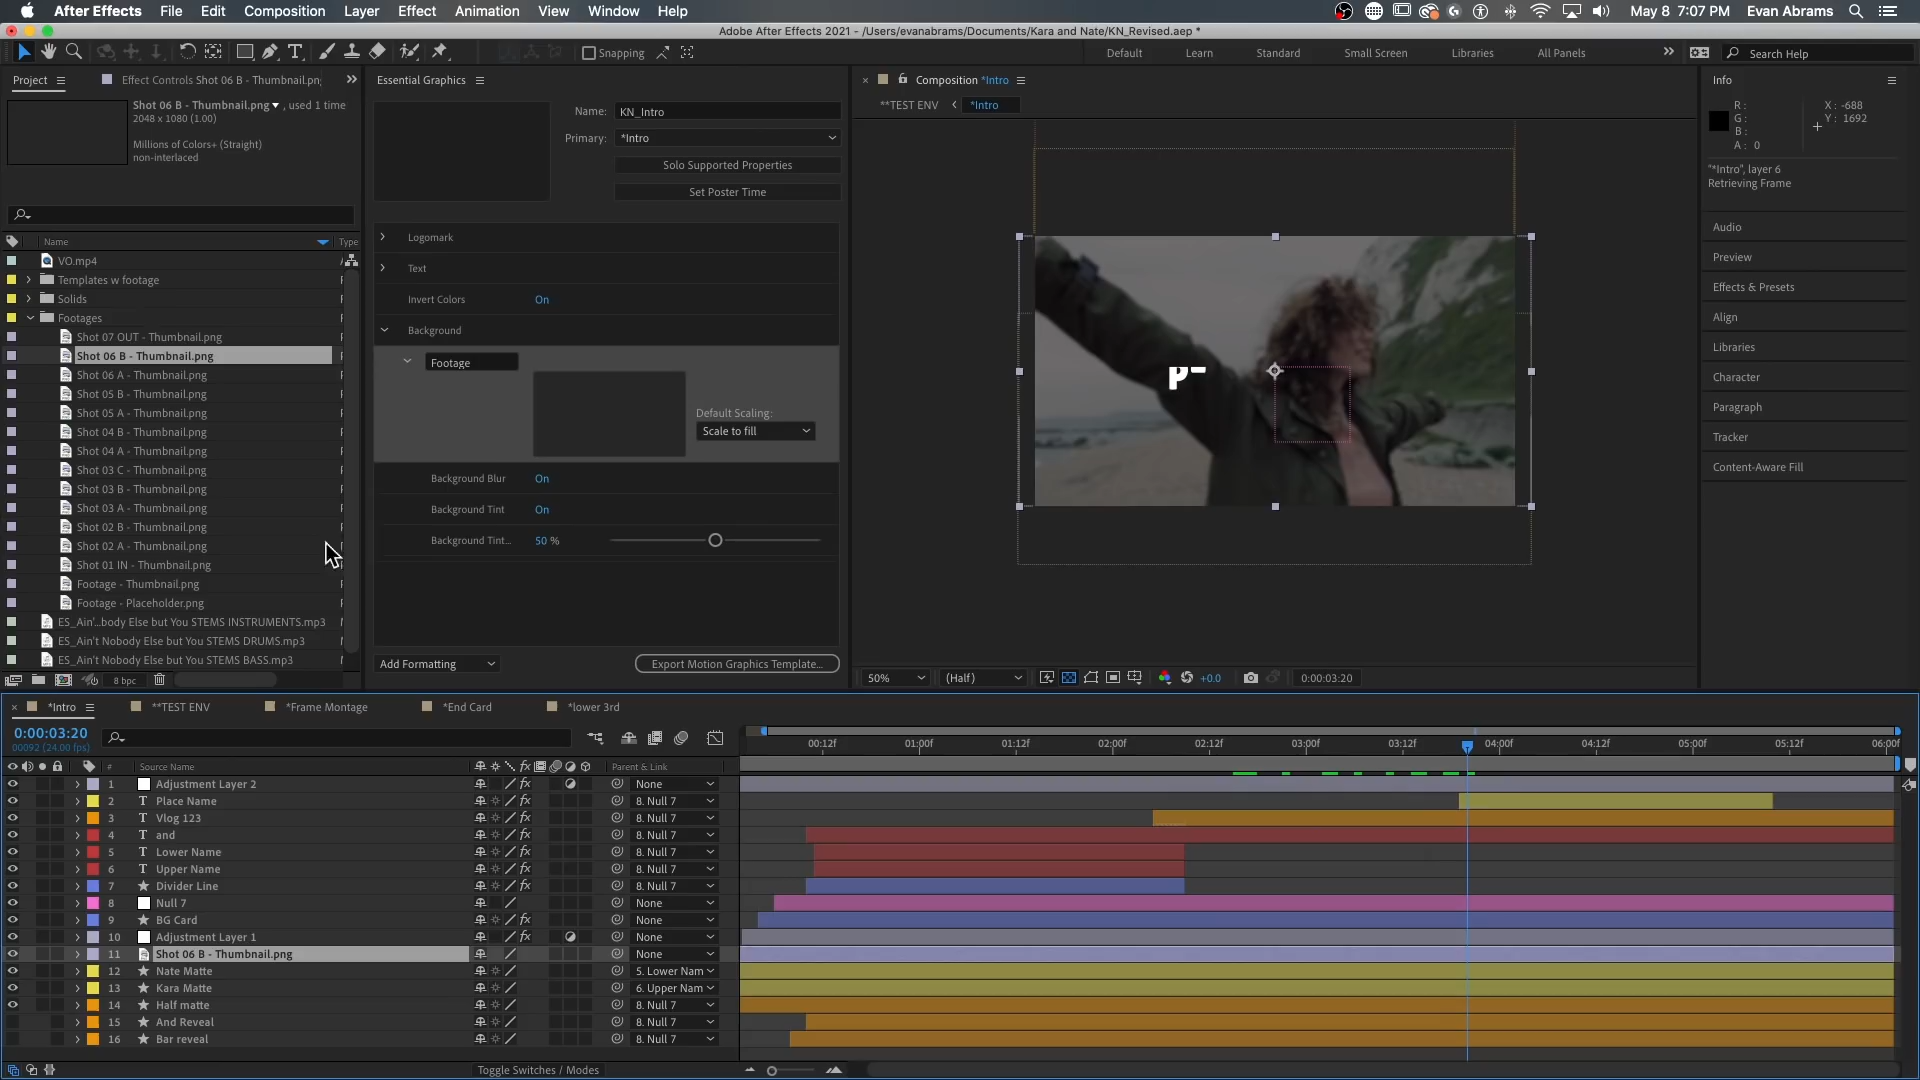 After Effects File Edit Composition Layer Effect Animation View Window Help May 8 7:07 PM Evan Abrams
Adobe After Effects 2021 - /Users/evanabrams/Documents/Kara and Nate/KN_Revised.aep *
Snapping Default Learn Standard Small Screen Libraries All Panels Search Help
Project Effect Controls Shot 06 B - Thumbnail.pn
Shot 06 B - Thumbnail.png , used 1 time
2048 x 1080 (1.00)
Millions of Colors+ (Straight)
non-interlaced
Name Type
VO.mp4
Templates w footage
Solids
Footages
Shot 07 OUT - Thumbnail.png
Shot 06 B - Thumbnail.png
Shot 06 A - Thumbnail.png
Shot 05 B - Thumbnail.png
Shot 05 A - Thumbnail.png
Shot 04 B - Thumbnail.png
Shot 04 A - Thumbnail.png
Shot 03 C - Thumbnail.png
Shot 03 B - Thumbnail.png
Shot 03 A - Thumbnail.png
Shot 02 B - Thumbnail.png
Shot 02 A - Thumbnail.png
Shot 01 IN - Thumbnail.png
Footage - Thumbnail.png
Footage - Placeholder.png
ES_Ain'...body Else but You STEMS INSTRUMENTS.mp3
ES_Ain't Nobody Else but You STEMS DRUMS.mp3
ES_Ain't Nobody Else but You STEMS BASS.mp3
8 bpc
Essential Graphics
Name: KN_Intro
Primary: *Intro
Solo Supported Properties
Set Poster Time
Logomark
Text
Invert Colors On
Background
Footage
Default Scaling:
Scale to fill
Background Blur On
Background Tint On
Background Tint... 50 %
Add Formatting Export Motion Graphics Template...
Composition *Intro
**TEST ENV *Intro
50% (Half) +0.0 0:00:03:20
Info
R: X: -688
G: Y: 1692
B:
A: 0
"*Intro", layer 6
Retrieving Frame
Audio
Preview
Effects & Presets
Align
Libraries
Character
Paragraph
Tracker
Content-Aware Fill
*Intro **TEST ENV *Frame Montage *End Card *lower 3rd
0:00:03:20
00092 (24.00 fps)
00:12f 01:00f 01:12f 02:00f 02:12f 03:00f 03:12f 04:00f 04:12f 05:00f 05:12f 06:00f
# Source Name Parent & Link
1 Adjustment Layer 2 None
2 T Place Name 8. Null 7
3 T Vlog 123 8. Null 7
4 T and 8. Null 7
5 T Lower Name 8. Null 7
6 T Upper Name 8. Null 7
7 Divider Line 8. Null 7
8 Null 7 None
9 BG Card None
10 Adjustment Layer 1 None
11 Shot 06 B - Thumbnail.png None
12 Nate Matte 5. Lower Nam
13 Kara Matte 6. Upper Nam
14 Half matte 8. Null 7
15 And Reveal 8. Null 7
16 Bar reveal 8. Null 7
Toggle Switches / Modes